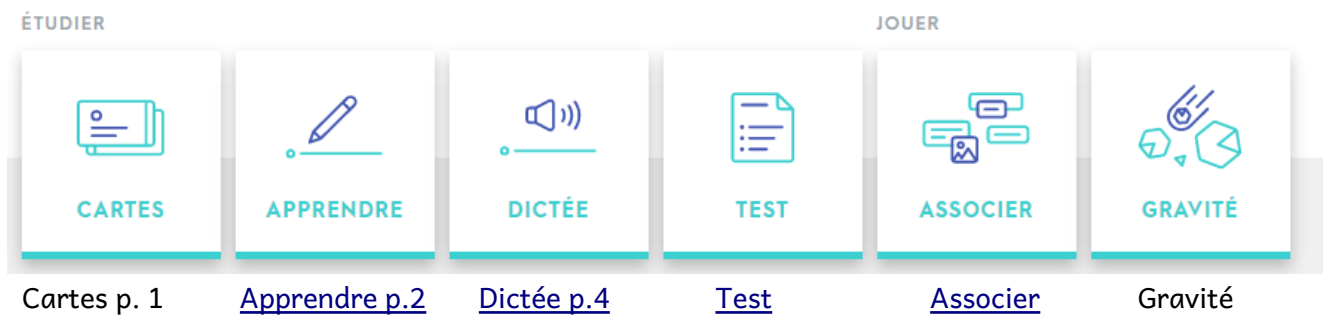 ÉTUDIER JOUER
CARTES APPRENDRE DICTÉE TEST ASSOCIER GRAVITÉ
Cartes p. 1 Apprendre p.2 Dictée p.4 Test Associer Gravité